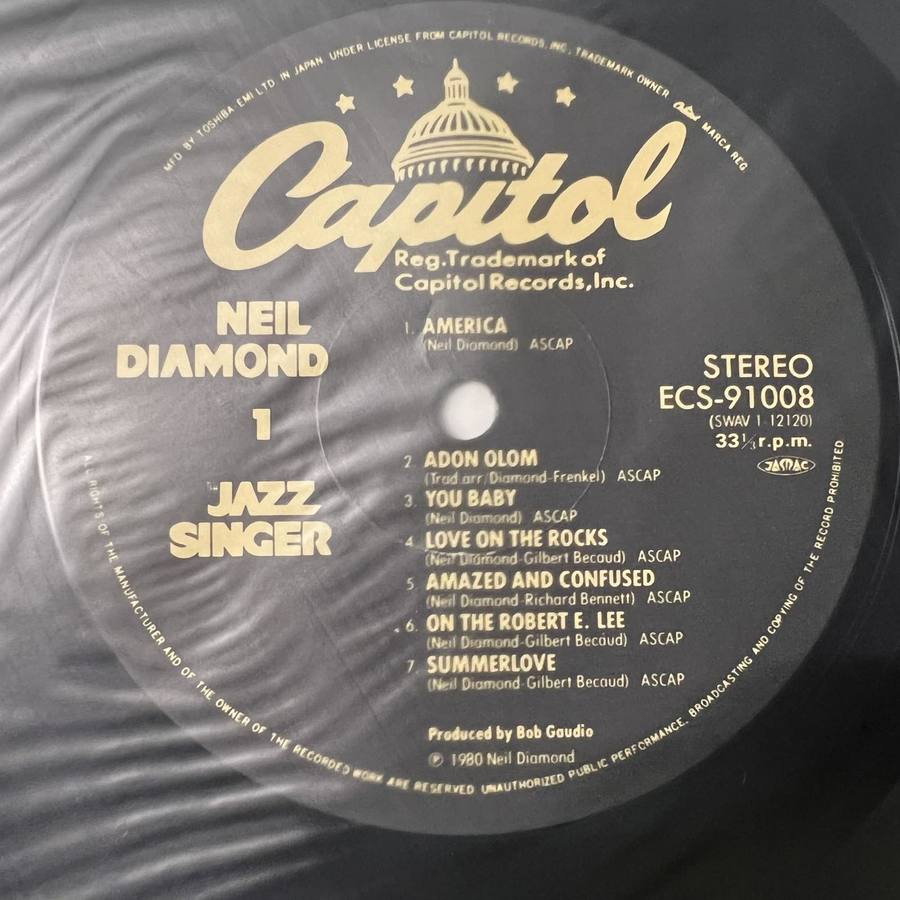 MFD BY TOSHIBA EMI LTD. IN JAPAN UNDER LICENSE FROM CAPITOL RECORDS, INC., TRADEMARK OWNER Capitol MARCA REG.
Capitol
Reg.Trademark of
Capitol Records,Inc.
NEIL
DIAMOND
1
JAZZ
SINGER
1. AMERICA
(Neil Diamond) ASCAP
2. ADON OLOM
(Trad arr/Diamond-Frenkel) ASCAP
3. YOU BABY
(Neil Diamond) ASCAP
4. LOVE ON THE ROCKS
(Neil Diamond-Gilbert Becaud) ASCAP
5. AMAZED AND CONFUSED
(Neil Diamond-Richard Bennett) ASCAP
6. ON THE ROBERT E. LEE
(Neil Diamond-Gilbert Becaud) ASCAP
7. SUMMERLOVE
(Neil Diamond-Gilbert Becaud) ASCAP
Produced by Bob Gaudio
℗ 1980 Neil Diamond
STEREO
ECS-91008
(SWAV 1 12120)
33⅓ r.p.m.
JASRAC
ALL RIGHTS OF THE MANUFACTURER AND OF THE OWNER OF THE RECORDED WORK ARE RESERVED UNAUTHORIZED PUBLIC PERFORMANCE, BROADCASTING AND COPYING OF THE RECORD PROHIBITED